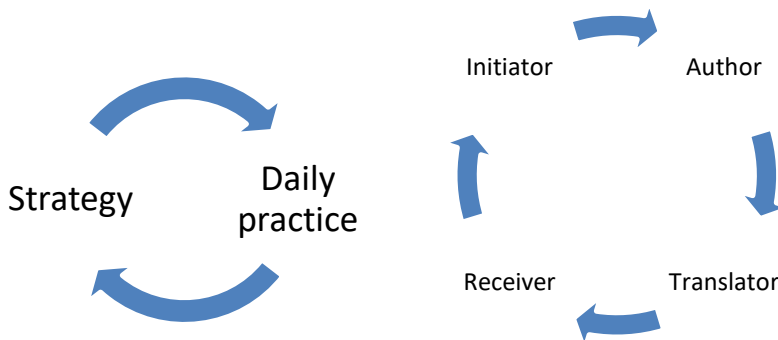 Strategy
Daily
practice
Initiator
Author
Receiver
Translator